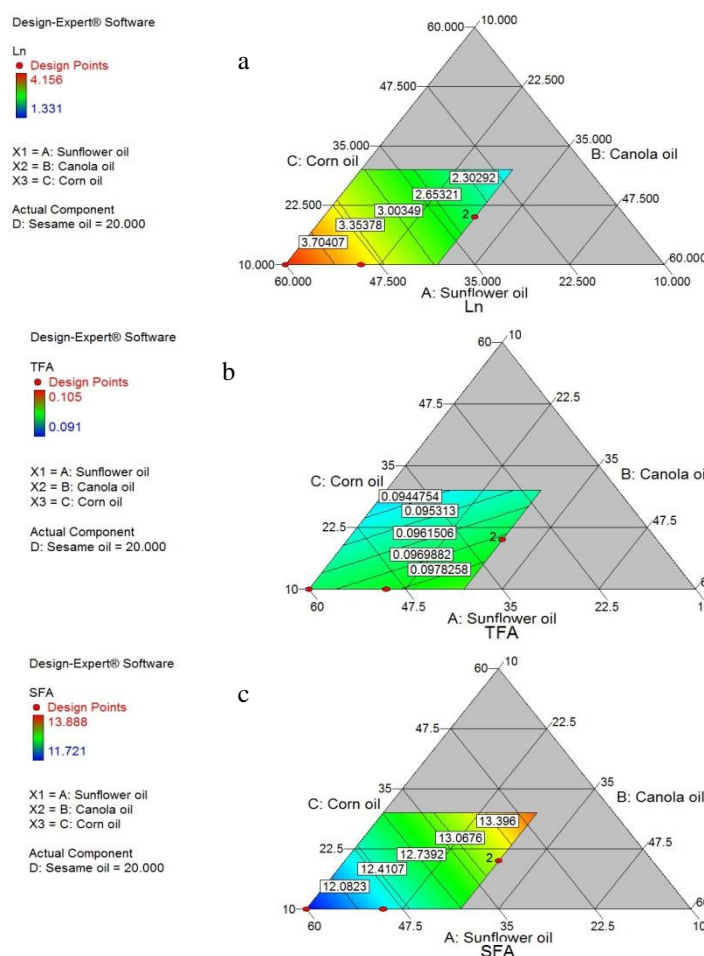 Design-Expert® Software
Ln
Design Points
4.156
1.331
X1 = A: Sunflower oil
X2 = B: Canola oil
X3 = C: Corn oil
Actual Component
D: Sesame oil = 20.000
a
60.000
10.000
47.500
22.500
35.000
35.000
C: Corn oil
B: Canola oil
2.30292
2.65321
22.500
47.500
3.00349
2
3.35378
3.70407
10.000
60.000
60.000
47.500
35.000
22.500
10.000
A: Sunflower oil
Ln
Design-Expert® Software
TFA
Design Points
0.105
0.091
X1 = A: Sunflower oil
X2 = B: Canola oil
X3 = C: Corn oil
Actual Component
D: Sesame oil = 20.000
b
60
10
47.5
22.5
35
35
C: Corn oil
B: Canola oil
0.0944754
0.095313
22.5
47.5
0.0961506
2
0.0969882
0.0978258
10
60
47.5
35
22.5
A: Sunflower oil
TFA
Design-Expert® Software
SFA
Design Points
13.888
11.721
X1 = A: Sunflower oil
X2 = B: Canola oil
X3 = C: Corn oil
Actual Component
D: Sesame oil = 20.000
c
60
10
47.5
22.5
35
35
C: Corn oil
B: Canola oil
13.396
13.0676
22.5
47.5
12.7392
2
12.4107
12.0823
10
60
47.5
35
22.5
A: Sunflower oil
SFA